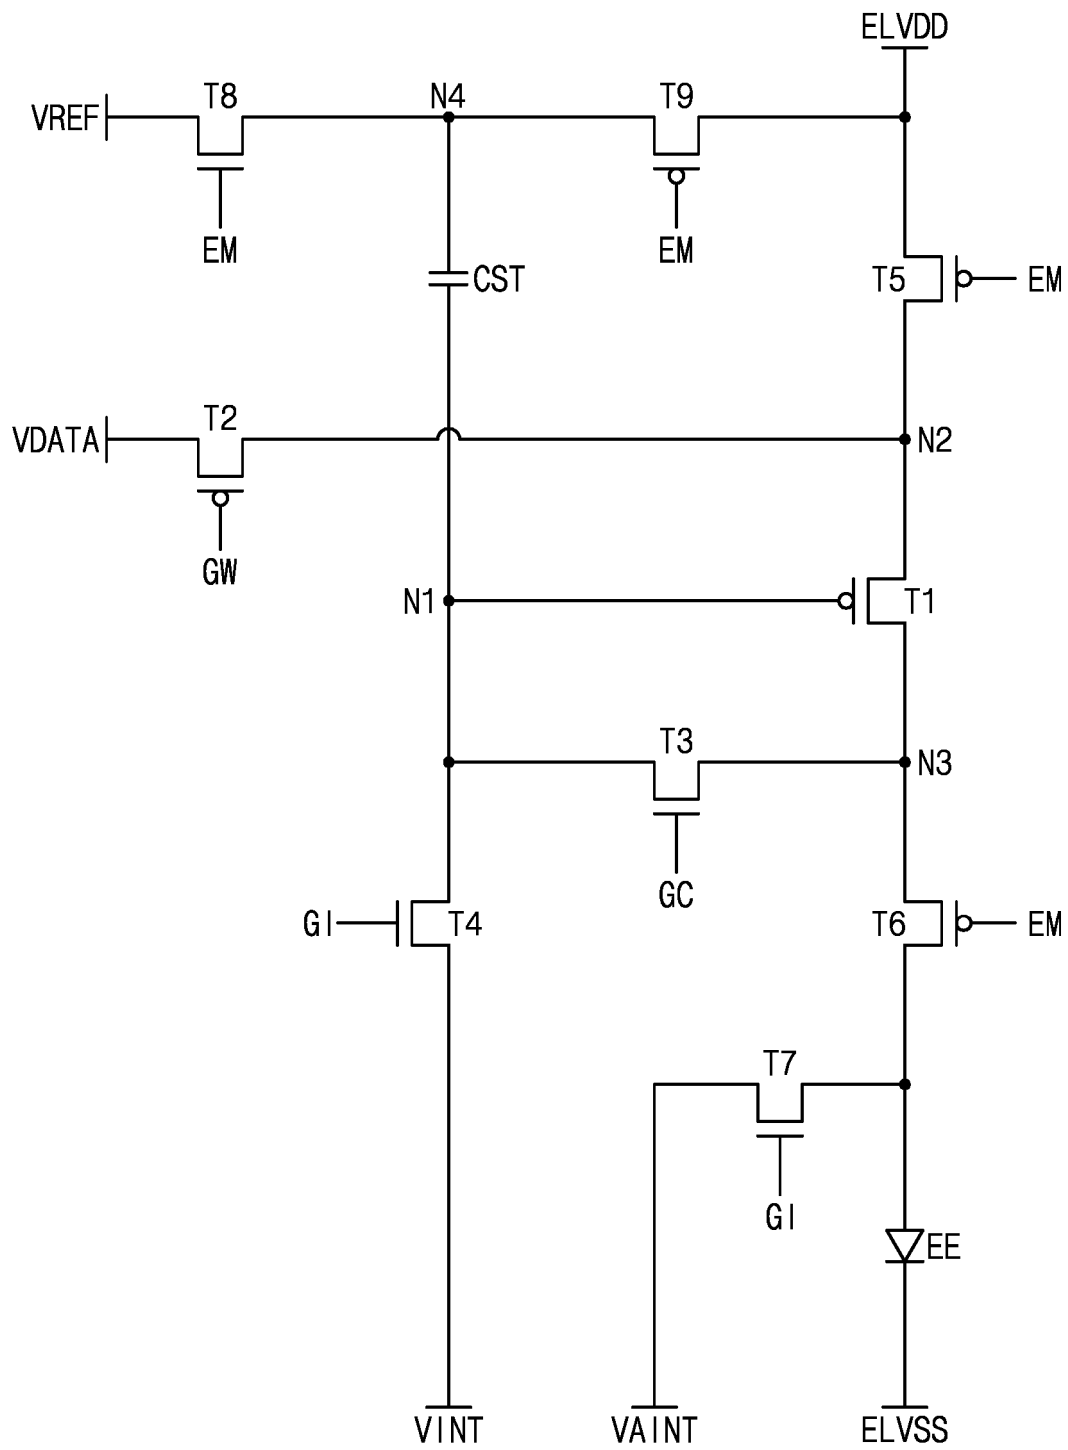 ELVDD
VREF T8 N4 T9
EM EM
CST T5 EM
VDATA T2 N2
GW
N1 T1
T3 N3
GC
GI T4 T6 EM
T7
GI
EE
VINT VAINT ELVSS